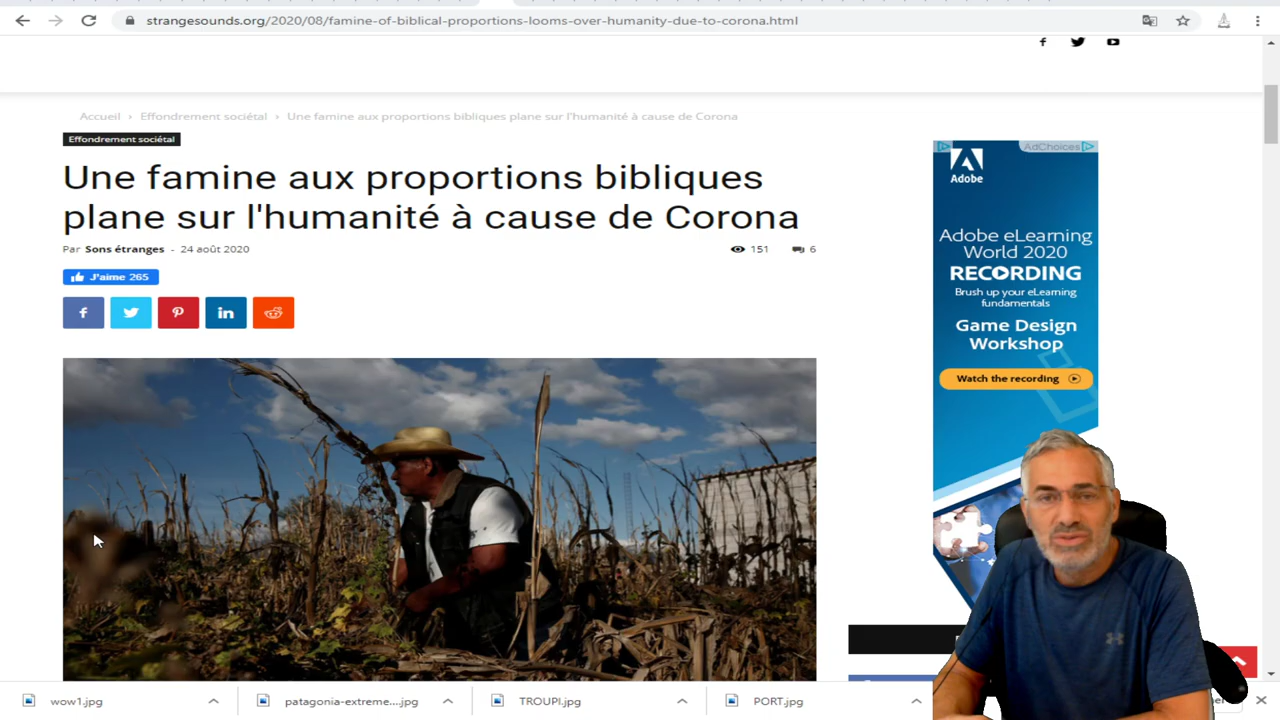 strangesounds.org/2020/08/famine-of-biblical-proportions-looms-over-humanity-due-to-corona.html
Accueil › Effondrement sociétal › Une famine aux proportions bibliques plane sur l'humanité à cause de Corona
Effondrement sociétal
Une famine aux proportions bibliques
plane sur l'humanité à cause de Corona
Par Sons étranges - 24 août 2020
151
6
J'aime 265
AdChoices
Adobe
Adobe eLearning
World 2020
RECORDING
Brush up your eLearning
fundamentals
Game Design
Workshop
Watch the recording
wow1.jpg
patagonia-extreme....jpg
TROUPI.jpg
PORT.jpg